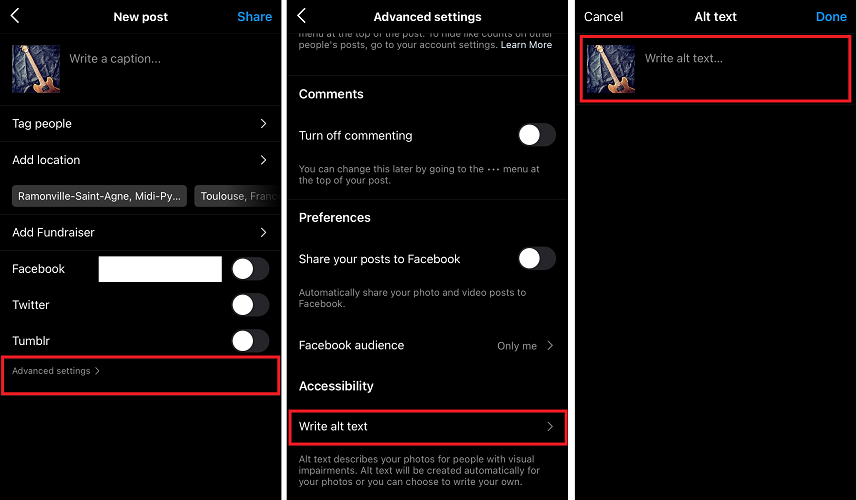 New post
Share
Write a caption...
Tag people
Add location
Ramonville-Saint-Agne, Midi-Py...
Toulouse, Franc
Add Fundraiser
Facebook
Twitter
Tumblr
Advanced settings
Advanced settings
menu at the top of the post. To hide like counts on other
people's posts, go to your account settings. Learn More
Comments
Turn off commenting
You can change this later by going to the ••• menu at
the top of your post.
Preferences
Share your posts to Facebook
Automatically share your photo and video posts to
Facebook.
Facebook audience
Only me
Accessibility
Write alt text
Alt text describes your photos for people with visual
impairments. Alt text will be created automatically for
your photos or you can choose to write your own.
Cancel
Alt text
Done
Write alt text...